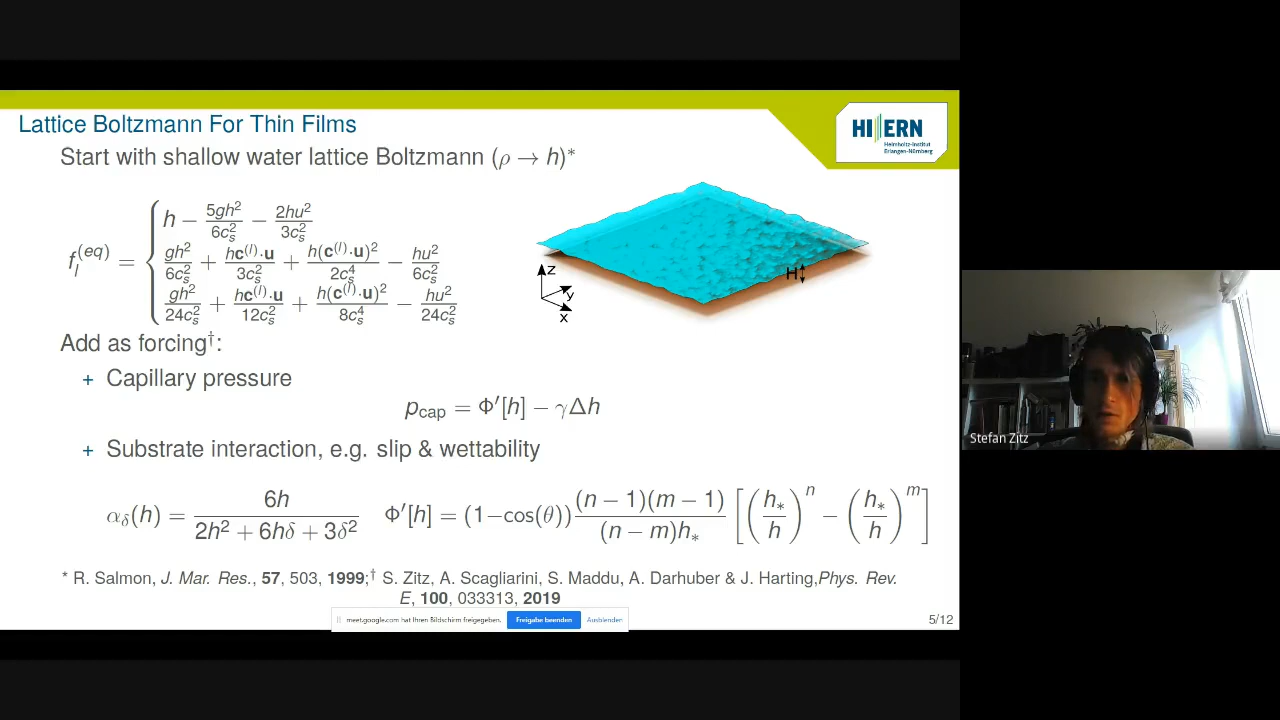 Lattice Boltzmann For Thin Films
HI ERN
Helmholtz-Institut
Erlangen-Nürnberg
Start with shallow water lattice Boltzmann (ρ → h)*
f_l^{(eq)} = { h − 5gh²/6c_s² − 2hu²/3c_s²
gh²/6c_s² + hc^{(l)}·u/3c_s² + h(c^{(l)}·u)²/2c_s⁴ − hu²/6c_s²
gh²/24c_s² + hc^{(l)}·u/12c_s² + h(c^{(l)}·u)²/8c_s⁴ − hu²/24c_s²
z
y
x
H
Add as forcing†:
+ Capillary pressure
p_cap = Φ′[h] − γΔh
+ Substrate interaction, e.g. slip & wettability
α_δ(h) = 6h/(2h² + 6hδ + 3δ²) Φ′[h] = (1−cos(θ)) (n − 1)(m − 1)/((n − m)h_*) [(h_*/h)^n − (h_*/h)^m]
* R. Salmon, J. Mar. Res., 57, 503, 1999;† S. Zitz, A. Scagliarini, S. Maddu, A. Darhuber & J. Harting,Phys. Rev.
E, 100, 033313, 2019
meet.google.com hat Ihren Bildschirm freigegeben. Freigabe beenden Ausblenden
5/12
Stefan Zitz